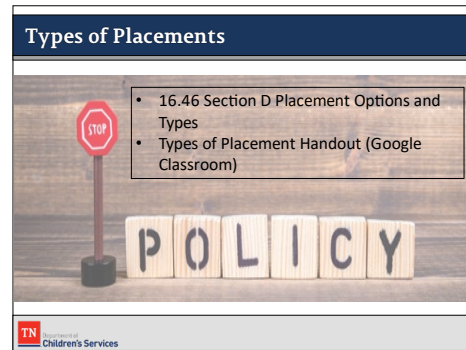 Types of Placements
• 16.46 Section D Placement Options and
Types
• Types of Placement Handout (Google
Classroom)
STOP
POLICY
TN
Department of
Children's Services